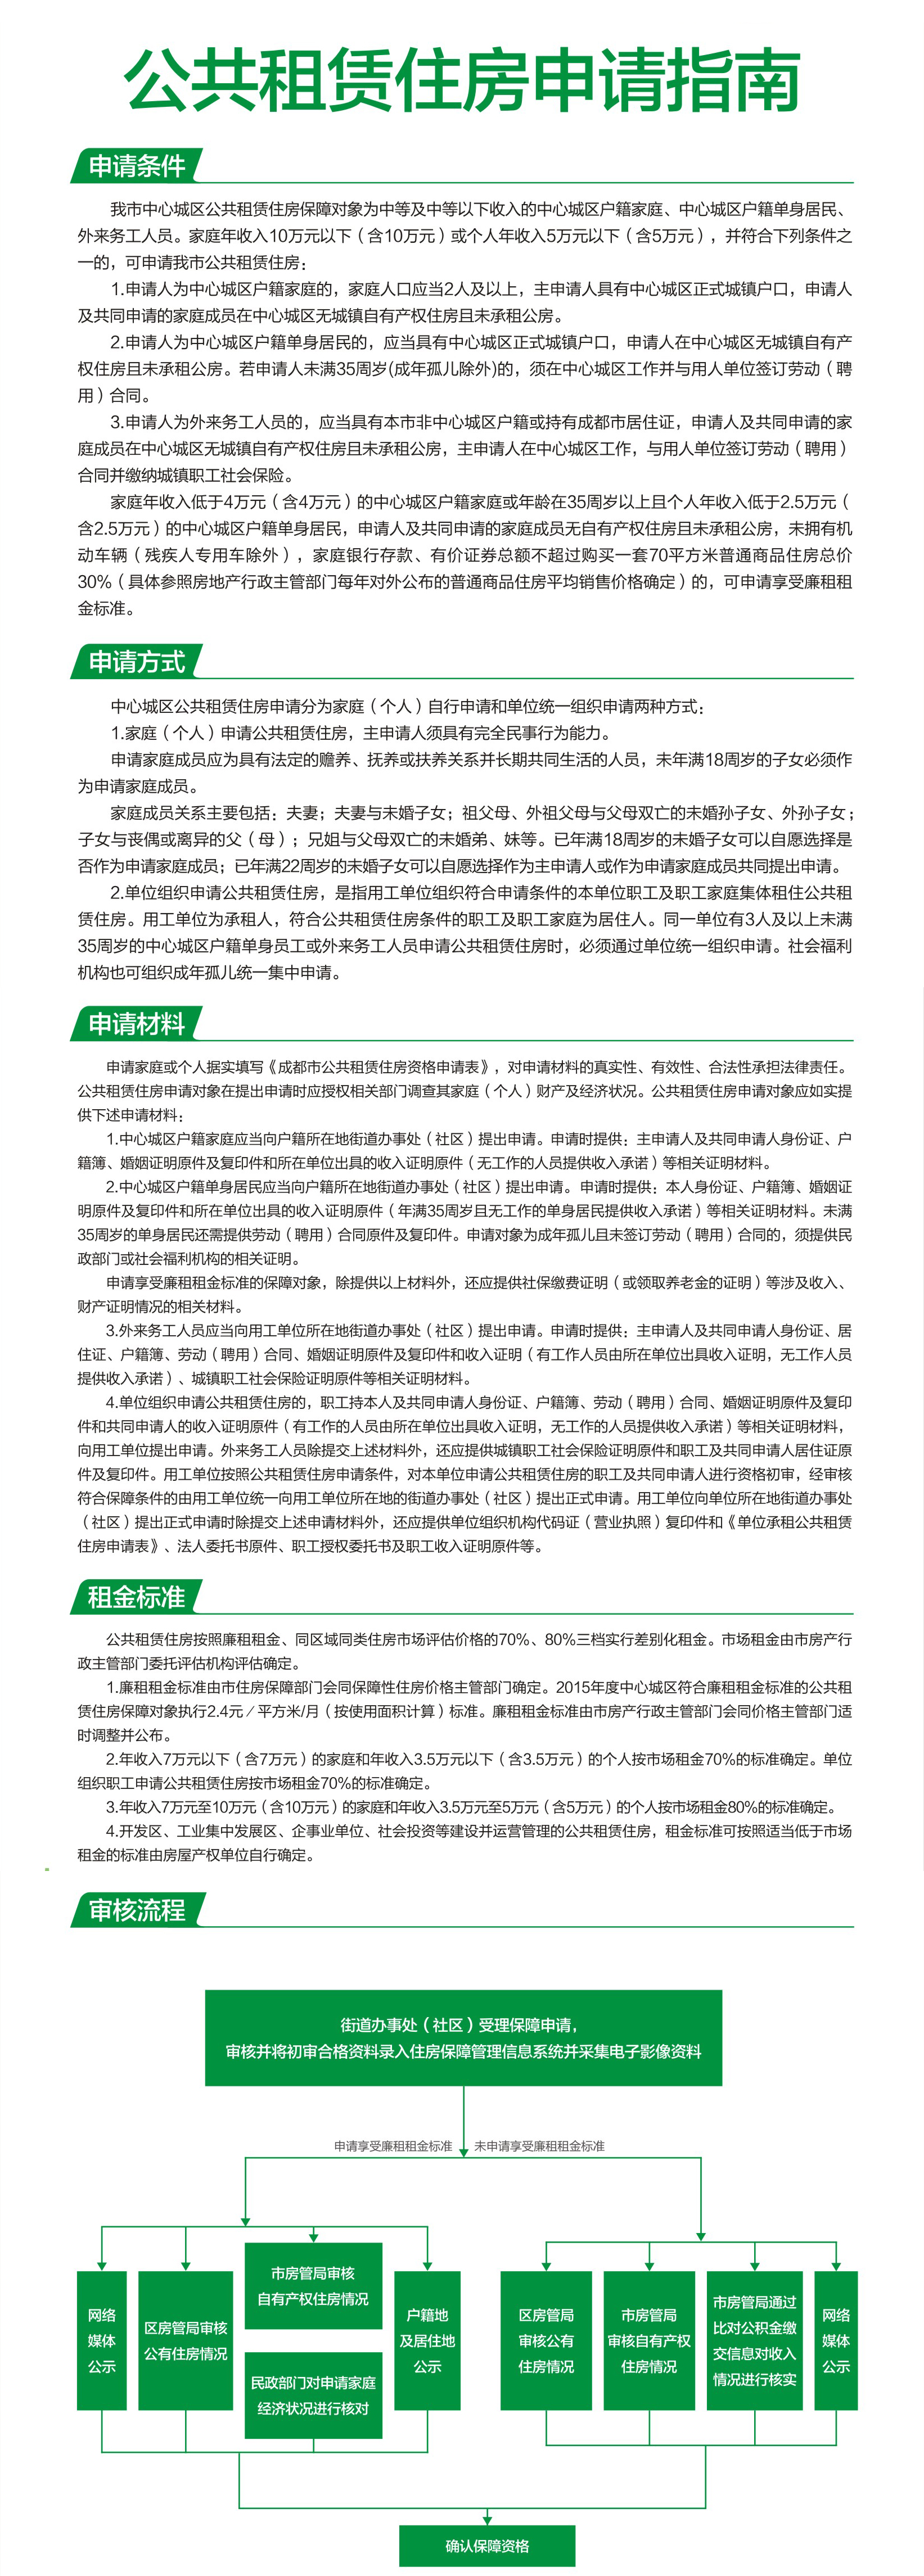 公共租赁住房申请指南
申请条件
我市中心城区公共租赁住房保障对象为中等及中等以下收入的中心城区户籍家庭、中心城区户籍单身居民、
外来务工人员。家庭年收入10万元以下（含10万元）或个人年收入5万元以下（含5万元），并符合下列条件之
一的，可申请我市公共租赁住房：
1.申请人为中心城区户籍家庭的，家庭人口应当2人及以上，主申请人具有中心城区正式城镇户口，申请人
及共同申请的家庭成员在中心城区无城镇自有产权住房且未承租公房。
2.申请人为中心城区户籍单身居民的，应当具有中心城区正式城镇户口，申请人在中心城区无城镇自有产
权住房且未承租公房。若申请人未满35周岁(成年孤儿除外)的，须在中心城区工作并与用人单位签订劳动（聘
用）合同。
3.申请人为外来务工人员的，应当具有本市非中心城区户籍或持有成都市居住证，申请人及共同申请的家
庭成员在中心城区无城镇自有产权住房且未承租公房，主申请人在中心城区工作，与用人单位签订劳动（聘用）
合同并缴纳城镇职工社会保险。
家庭年收入低于4万元（含4万元）的中心城区户籍家庭或年龄在35周岁以上且个人年收入低于2.5万元（
含2.5万元）的中心城区户籍单身居民，申请人及共同申请的家庭成员无自有产权住房且未承租公房，未拥有机
动车辆（残疾人专用车除外），家庭银行存款、有价证券总额不超过购买一套70平方米普通商品住房总价
30%（具体参照房地产行政主管部门每年对外公布的普通商品住房平均销售价格确定）的，可申请享受廉租租
金标准。
申请方式
中心城区公共租赁住房申请分为家庭（个人）自行申请和单位统一组织申请两种方式：
1.家庭（个人）申请公共租赁住房，主申请人须具有完全民事行为能力。
申请家庭成员应为具有法定的赡养、抚养或扶养关系并长期共同生活的人员，未年满18周岁的子女必须作
为申请家庭成员。
家庭成员关系主要包括：夫妻；夫妻与未婚子女；祖父母、外祖父母与父母双亡的未婚孙子女、外孙子女；
子女与丧偶或离异的父（母）；兄姐与父母双亡的未婚弟、妹等。已年满18周岁的未婚子女可以自愿选择是
否作为申请家庭成员；已年满22周岁的未婚子女可以自愿选择作为主申请人或作为申请家庭成员共同提出申请。
2.单位组织申请公共租赁住房，是指用工单位组织符合申请条件的本单位职工及职工家庭集体租住公共租
赁住房。用工单位为承租人，符合公共租赁住房条件的职工及职工家庭为居住人。同一单位有3人及以上未满
35周岁的中心城区户籍单身员工或外来务工人员申请公共租赁住房时，必须通过单位统一组织申请。社会福利
机构也可组织成年孤儿统一集中申请。
申请材料
申请家庭或个人据实填写《成都市公共租赁住房资格申请表》，对申请材料的真实性、有效性、合法性承担法律责任。
公共租赁住房申请对象在提出申请时应授权相关部门调查其家庭（个人）财产及经济状况。公共租赁住房申请对象应如实提
供下述申请材料：
1.中心城区户籍家庭应当向户籍所在地街道办事处（社区）提出申请。申请时提供：主申请人及共同申请人身份证、户
籍簿、婚姻证明原件及复印件和所在单位出具的收入证明原件（无工作的人员提供收入承诺）等相关证明材料。
2.中心城区户籍单身居民应当向户籍所在地街道办事处（社区）提出申请。申请时提供：本人身份证、户籍簿、婚姻证
明原件及复印件和所在单位出具的收入证明原件（年满35周岁且无工作的单身居民提供收入承诺）等相关证明材料。未满
35周岁的单身居民还需提供劳动（聘用）合同原件及复印件。申请对象为成年孤儿且未签订劳动（聘用）合同的，须提供民
政部门或社会福利机构的相关证明。
申请享受廉租租金标准的保障对象，除提供以上材料外，还应提供社保缴费证明（或领取养老金的证明）等涉及收入、
财产证明情况的相关材料。
3.外来务工人员应当向用工单位所在地街道办事处（社区）提出申请。申请时提供：主申请人及共同申请人身份证、居
住证、户籍簿、劳动（聘用）合同、婚姻证明原件及复印件和收入证明（有工作人员由所在单位出具收入证明，无工作人员
提供收入承诺）、城镇职工社会保险证明原件等相关证明材料。
4.单位组织申请公共租赁住房的，职工持本人及共同申请人身份证、户籍簿、劳动（聘用）合同、婚姻证明原件及复印
件和共同申请人的收入证明原件（有工作的人员由所在单位出具收入证明，无工作的人员提供收入承诺）等相关证明材料，
向用工单位提出申请。外来务工人员除提交上述材料外，还应提供城镇职工社会保险证明原件和职工及共同申请人居住证原
件及复印件。用工单位按照公共租赁住房申请条件，对本单位申请公共租赁住房的职工及共同申请人进行资格初审，经审核
符合保障条件的由用工单位统一向用工单位所在地的街道办事处（社区）提出正式申请。用工单位向单位所在地街道办事处
（社区）提出正式申请时除提交上述申请材料外，还应提供单位组织机构代码证（营业执照）复印件和《单位承租公共租赁
住房申请表》、法人委托书原件、职工授权委托书及职工收入证明原件等。
租金标准
公共租赁住房按照廉租租金、同区域同类住房市场评估价格的70%、80%三档实行差别化租金。市场租金由市房产行
政主管部门委托评估机构评估确定。
1.廉租租金标准由市住房保障部门会同保障性住房价格主管部门确定。2015年度中心城区符合廉租租金标准的公共租
赁住房保障对象执行2.4元／平方米/月（按使用面积计算）标准。廉租租金标准由市房产行政主管部门会同价格主管部门适
时调整并公布。
2.年收入7万元以下（含7万元）的家庭和年收入3.5万元以下（含3.5万元）的个人按市场租金70%的标准确定。单位
组织职工申请公共租赁住房按市场租金70%的标准确定。
3.年收入7万元至10万元（含10万元）的家庭和年收入3.5万元至5万元（含5万元）的个人按市场租金80%的标准确定。
4.开发区、工业集中发展区、企事业单位、社会投资等建设并运营管理的公共租赁住房，租金标准可按照适当低于市场
租金的标准由房屋产权单位自行确定。
审核流程
街道办事处（社区）受理保障申请，
审核并将初审合格资料录入住房保障管理信息系统并采集电子影像资料
申请享受廉租租金标准
未申请享受廉租租金标准
网络
媒体
公示
区房管局审核
公有住房情况
市房管局审核
自有产权住房情况
民政部门对申请家庭
经济状况进行核对
户籍地
及居住地
公示
区房管局
审核公有
住房情况
市房管局
审核自有产权
住房情况
市房管局通过
比对公积金缴
交信息对收入
情况进行核实
网络
媒体
公示
确认保障资格